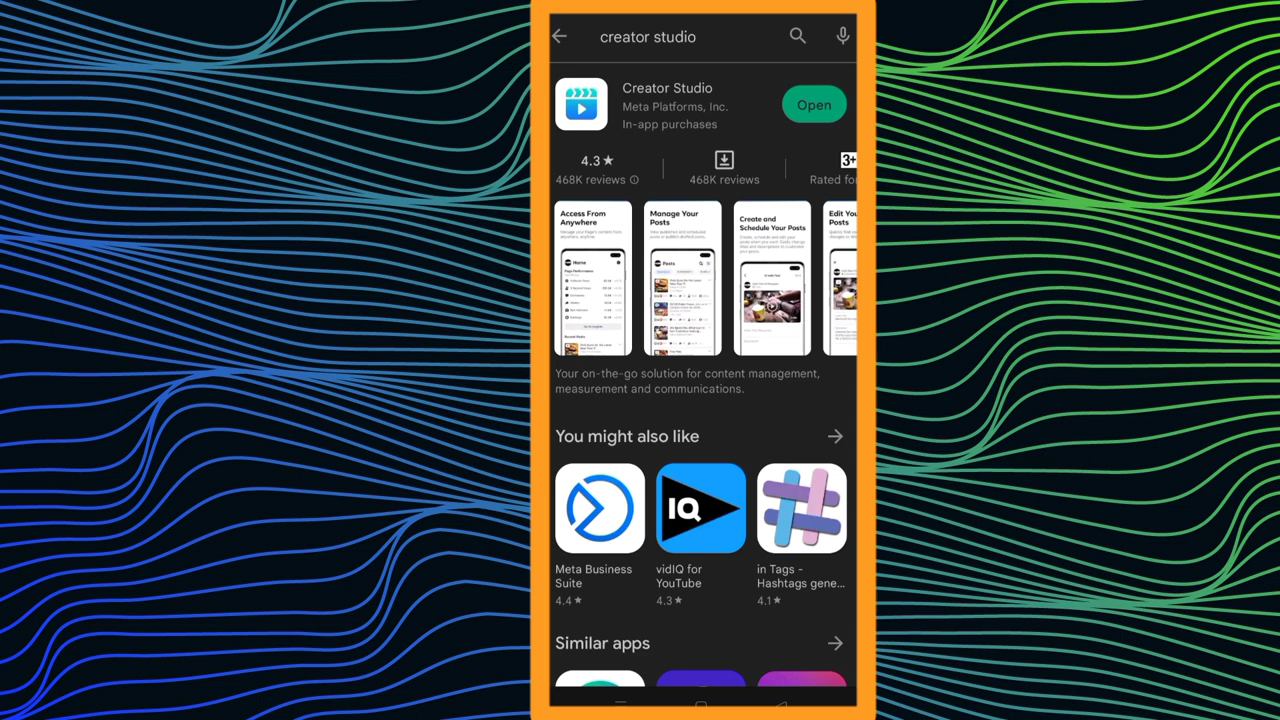 creator studio
Creator Studio
Meta Platforms, Inc.
In-app purchases
Open
4.3★
468K reviews
468K reviews
3+
Rated for
Access From
Anywhere
Manage Your
Posts
Create and
Schedule Your Posts
Edit You
Posts
Home
Posts
Your on-the-go solution for content management,
measurement and communications.
You might also like
IQ
Meta Business
Suite
4.4★
vidIQ for
YouTube
4.3★
in Tags -
Hashtags gene...
4.1★
Similar apps